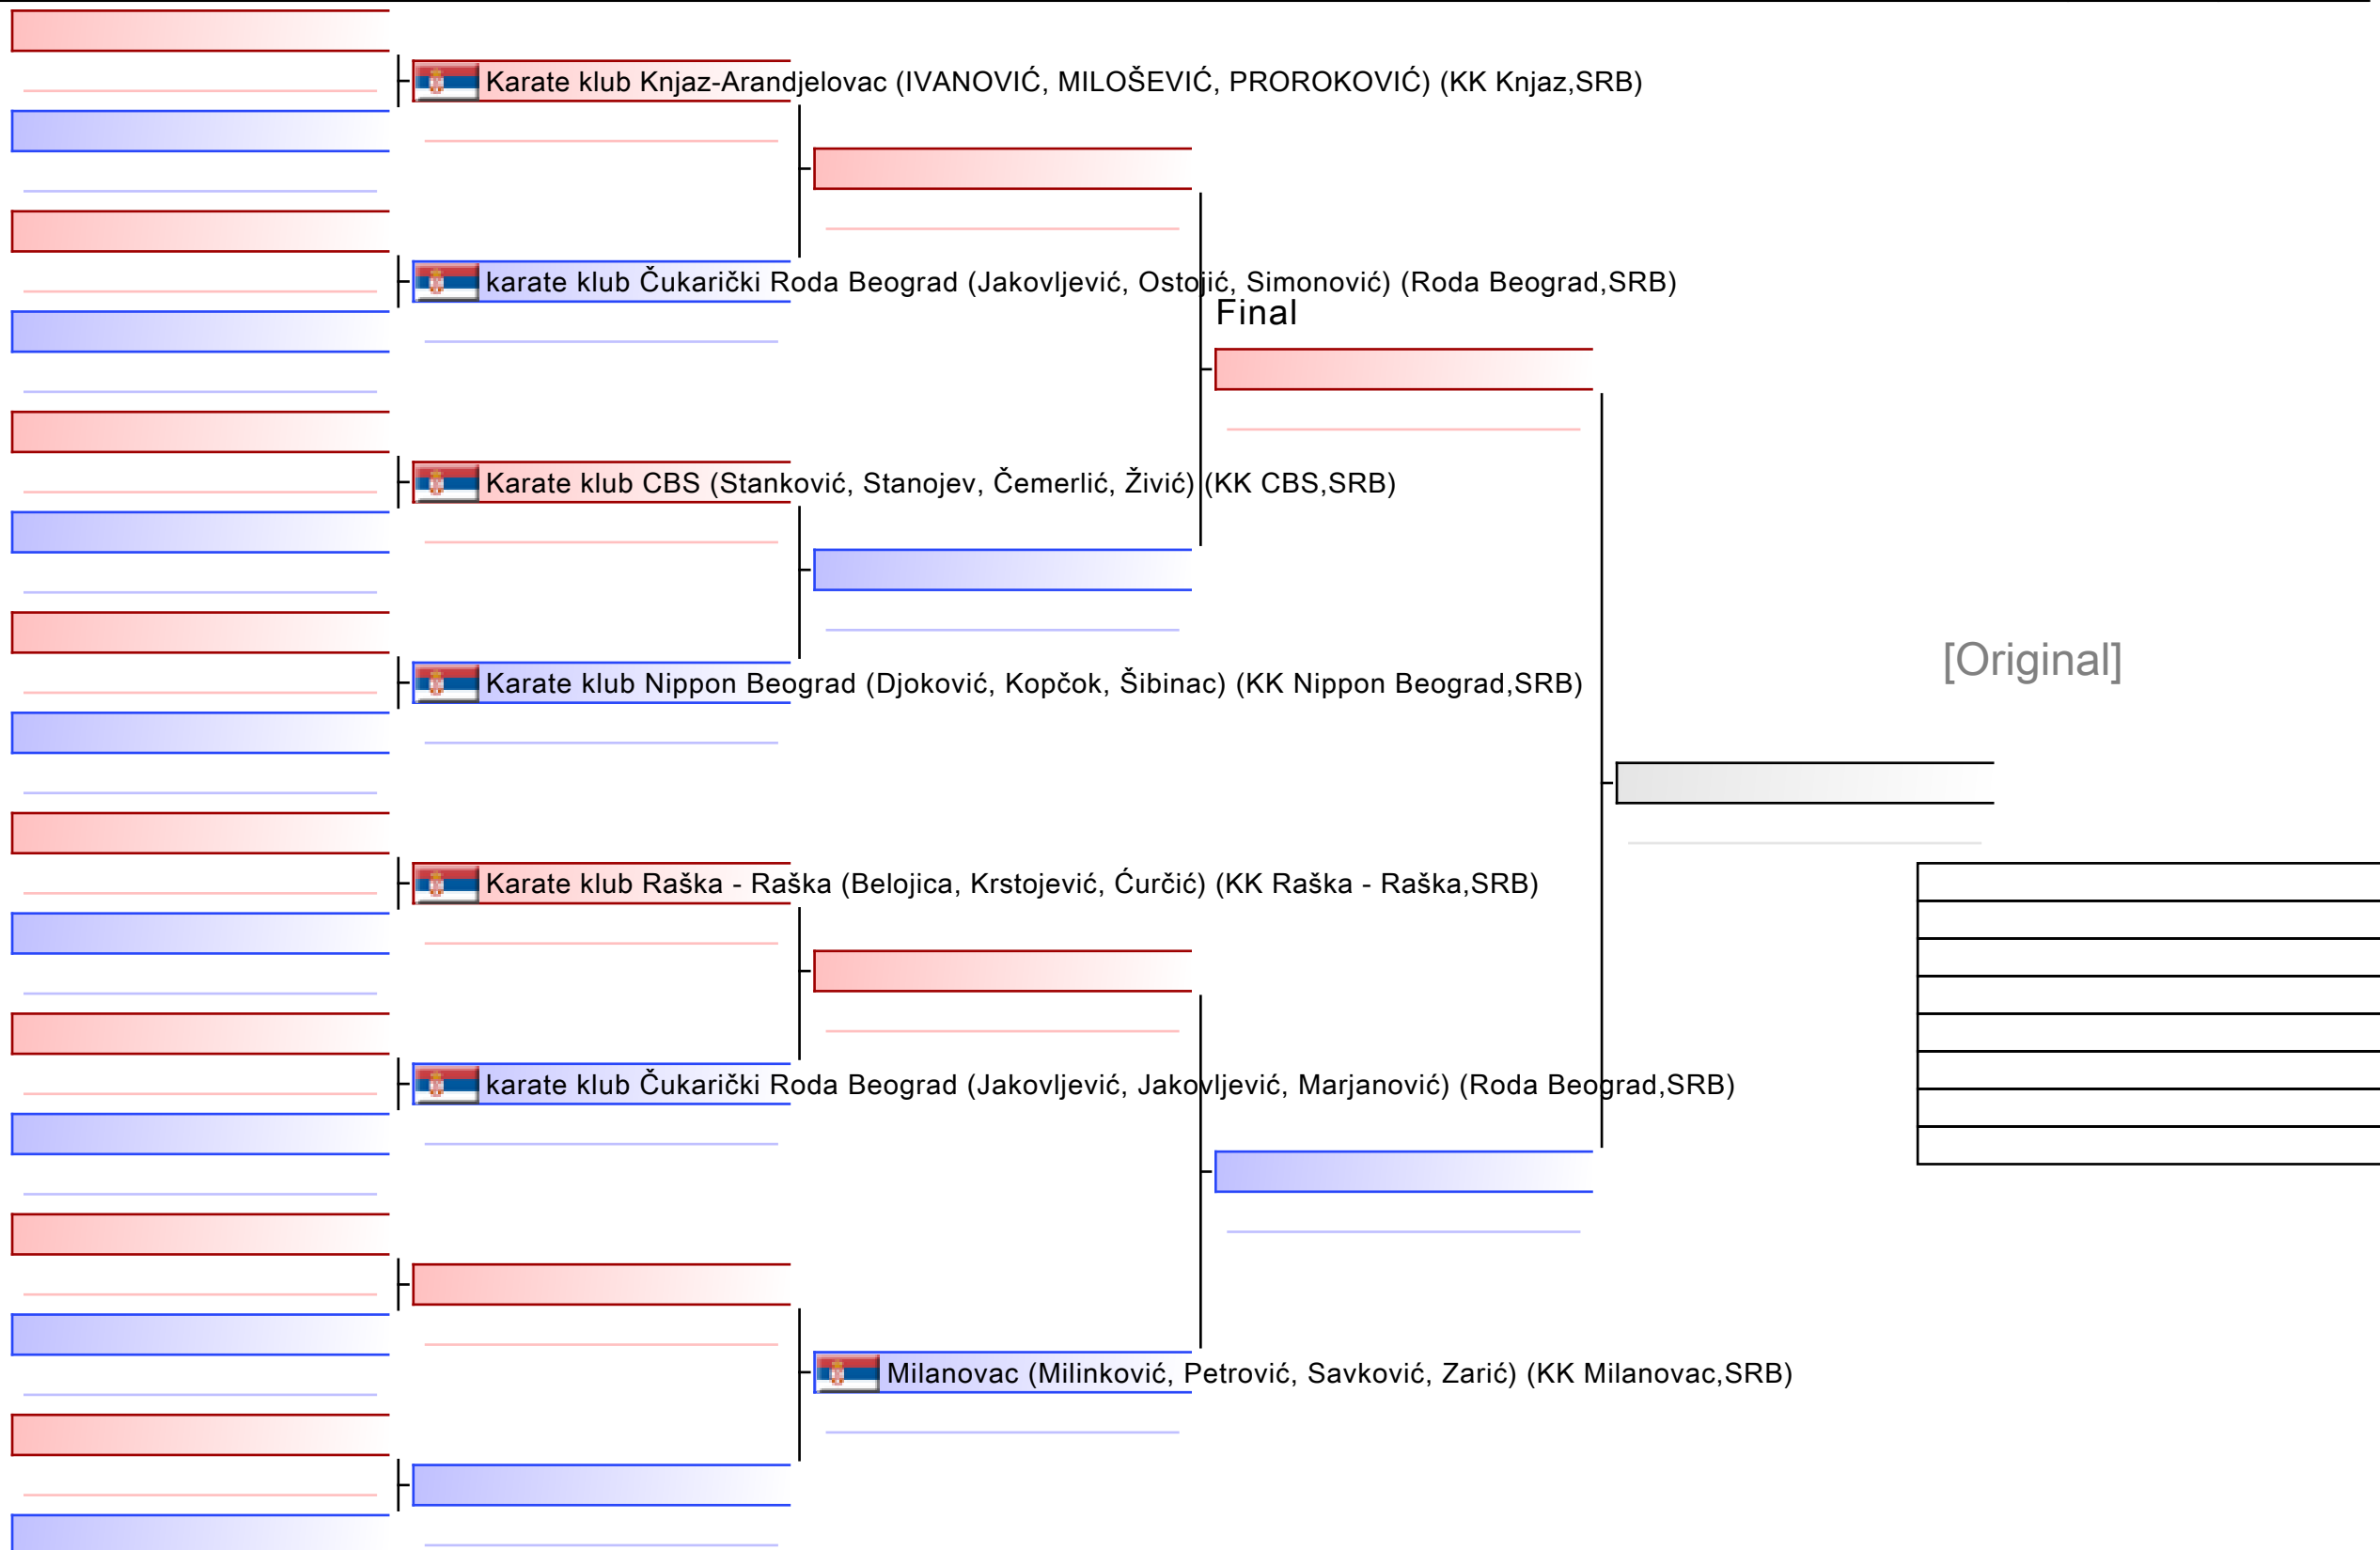 Karate klub Knjaz-Arandjelovac (IVANOVIĆ, MILOŠEVIĆ, PROROKOVIĆ) (KK Knjaz,SRB)
karate klub Čukarički Roda Beograd (Jakovljević, Ostojić, Simonović) (Roda Beograd,SRB)
Final
Karate klub CBS (Stanković, Stanojev, Čemerlić, Živić) (KK CBS,SRB)
[Original]
Karate klub Nippon Beograd (Djoković, Kopčok, Šibinac) (KK Nippon Beograd,SRB)
Karate klub Raška - Raška (Belojica, Krstojević, Ćurčić) (KK Raška - Raška,SRB)
karate klub Čukarički Roda Beograd (Jakovljević, Jakovljević, Marjanović) (Roda Beograd,SRB)
Milanovac (Milinković, Petrović, Savković, Zarić) (KK Milanovac,SRB)